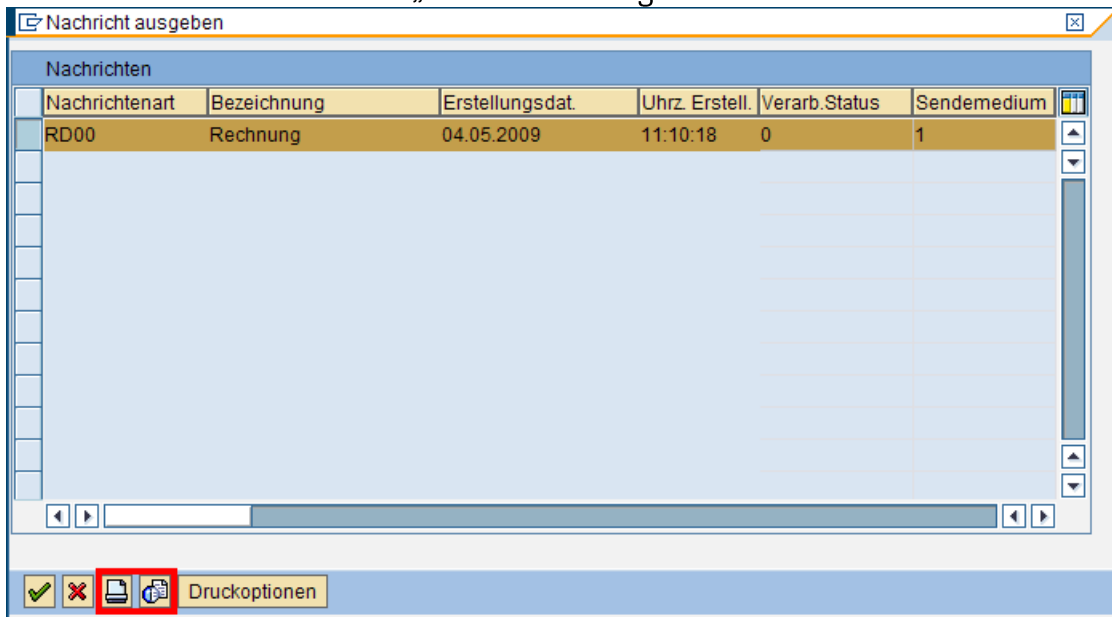 Nachricht ausgeben
Nachrichten
Nachrichtenart Bezeichnung Erstellungsdat. Uhrz. Erstell. Verarb.Status Sendemedium
RD00 Rechnung 04.05.2009 11:10:18 0 1
Druckoptionen